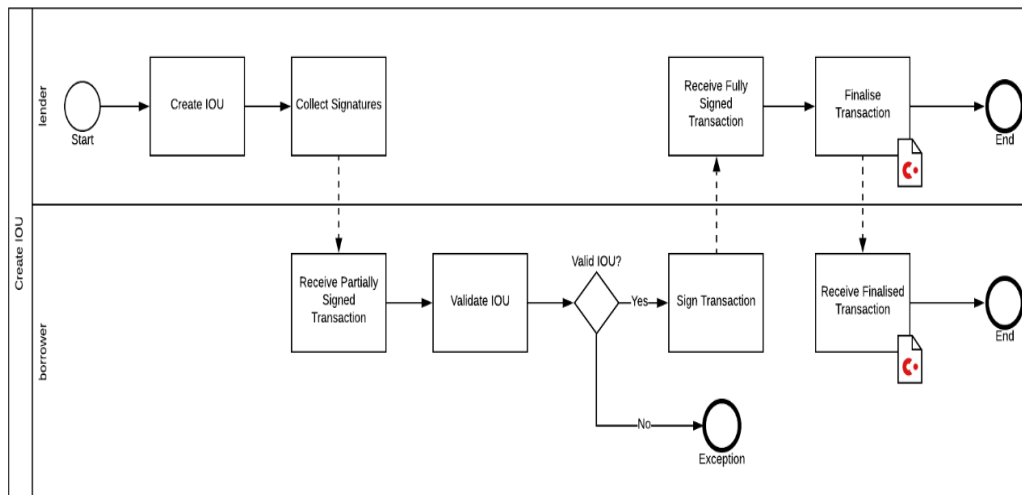 Create IOU
lender
Start
Create IOU
Collect Signatures
Receive Fully
Signed
Transaction
Finalise
Transaction
End
borrower
Receive Partially
Signed
Transaction
Validate IOU
Valid IOU?
Yes
Sign Transaction
Receive Finalised
Transaction
End
No
Exception